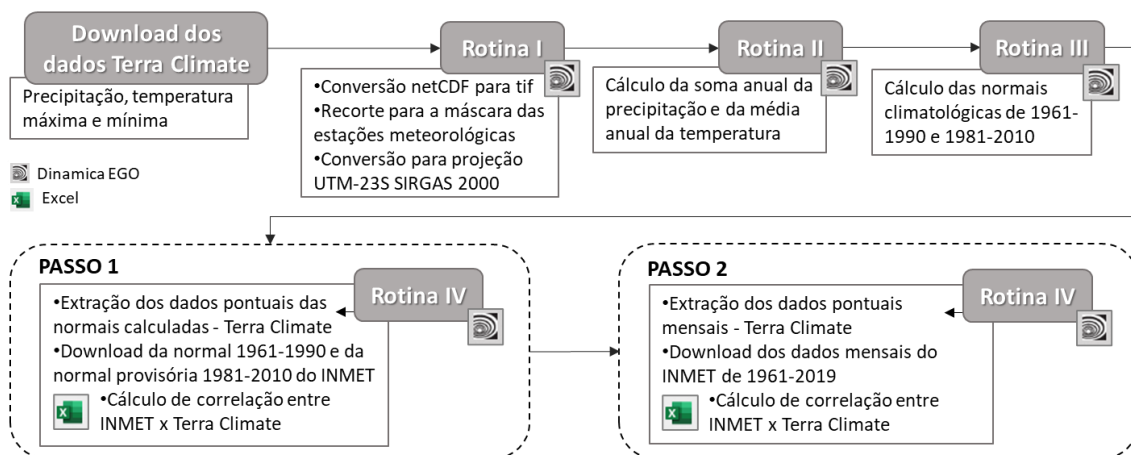 Download dos
dados Terra Climate
Precipitação, temperatura
máxima e mínima
Rotina I
•Conversão netCDF para tif
•Recorte para a máscara das
estações meteorológicas
•Conversão para projeção
UTM-23S SIRGAS 2000
Rotina II
Cálculo da soma anual da
precipitação e da média
anual da temperatura
Rotina III
Cálculo das normais
climatológicas de 1961-
1990 e 1981-2010
Dinamica EGO
Excel
PASSO 1
Rotina IV
•Extração dos dados pontuais das
normais calculadas - Terra Climate
•Download da normal 1961-1990 e da
normal provisória 1981-2010 do INMET
•Cálculo de correlação entre
INMET x Terra Climate
PASSO 2
Rotina IV
•Extração dos dados pontuais
mensais - Terra Climate
•Download dos dados mensais do
INMET de 1961-2019
•Cálculo de correlação entre
INMET x Terra Climate